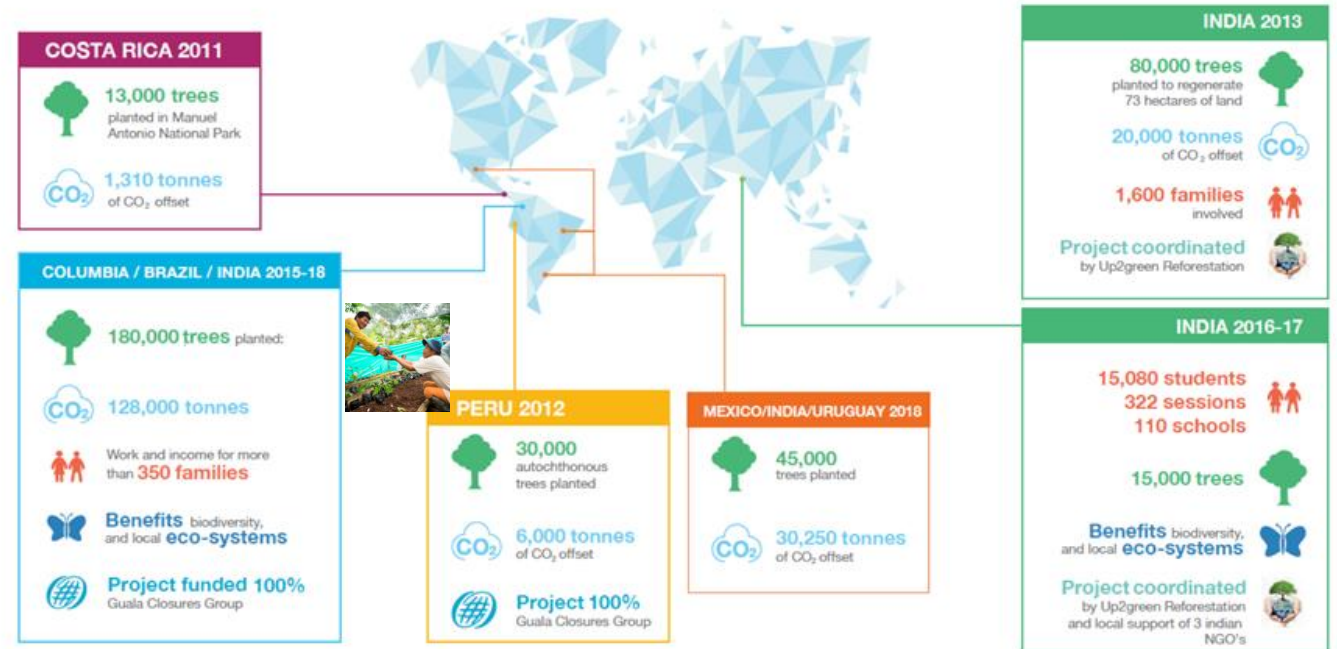 COSTA RICA 2011
13,000 trees
planted in Manuel
Antonio National Park
CO₂
1,310 tonnes
of CO₂ offset
COLUMBIA / BRAZIL / INDIA 2015-18
180,000 trees planted:
CO₂
128,000 tonnes
Work and income for more
than 350 families
Benefits biodiversity,
and local eco-systems
Project funded 100%
Guala Closures Group
PERU 2012
30,000
autochthonous
trees planted
CO₂
6,000 tonnes
of CO₂ offset
Project 100%
Guala Closures Group
MEXICO/INDIA/URUGUAY 2018
45,000
trees planted
CO₂
30,250 tonnes
of CO₂ offset
INDIA 2013
80,000 trees
planted to regenerate
73 hectares of land
20,000 tonnes
of CO₂ offset
CO₂
1,600 families
involved
Project coordinated
by Up2green Reforestation
INDIA 2016-17
15,080 students
322 sessions
110 schools
15,000 trees
Benefits biodiversity,
and local eco-systems
Project coordinated
by Up2green Reforestation
and local support of 3 indian
NGO's